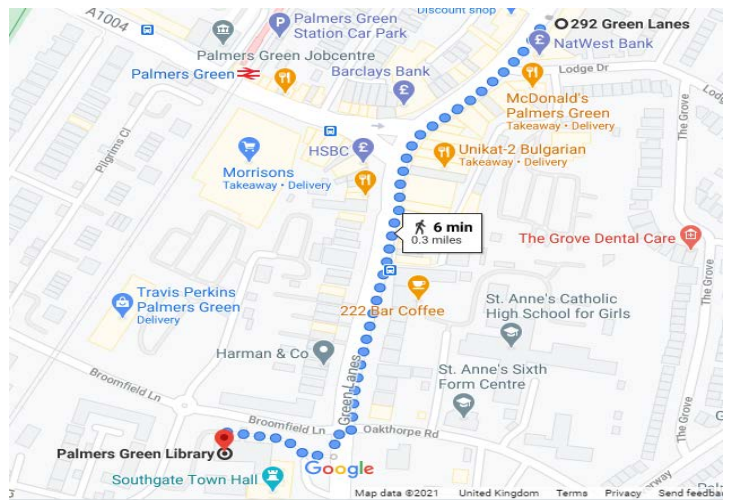 Discount shop
A1004
Palmers Green
Station Car Park
292 Green Lanes
NatWest Bank
Palmers Green Jobcentre
Palmers Green
Barclays Bank
Lodge Dr
McDonald's
Palmers Green
Takeaway • Delivery
The Grove
Pilgrims Cl
HSBC
Unikat-2 Bulgarian
Takeaway • Delivery
Morrisons
Takeaway • Delivery
6 min
0.3 miles
The Grove Dental Care
The Grove
Travis Perkins
Palmers Green
Delivery
222 Bar Coffee
St. Anne's Catholic
High School for Girls
Harman & Co
Green Lanes
St. Anne's Sixth
Form Centre
Broomfield Ln
Broomfield Ln
Oakthorpe Rd
The Grove
Palmers Green Library
Southgate Town Hall
Google
Map data ©2021 United Kingdom Terms Privacy Send feedba